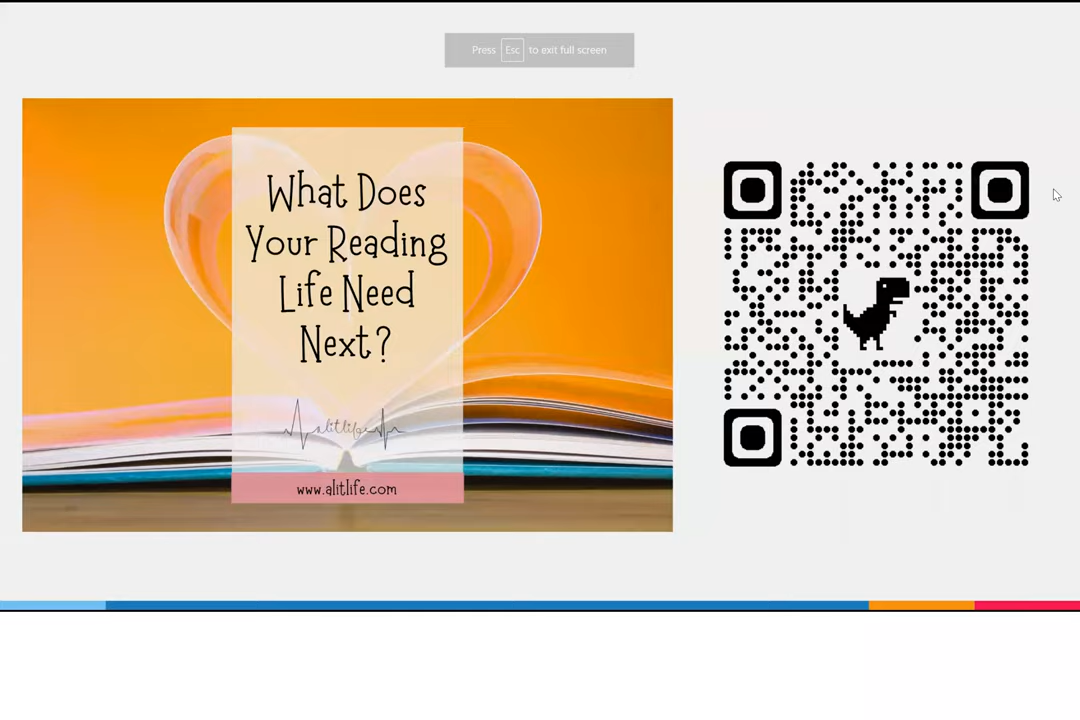 Press Esc to exit full screen
What Does
Your Reading
Life Need
Next?
alitlife
www.alitlife.com